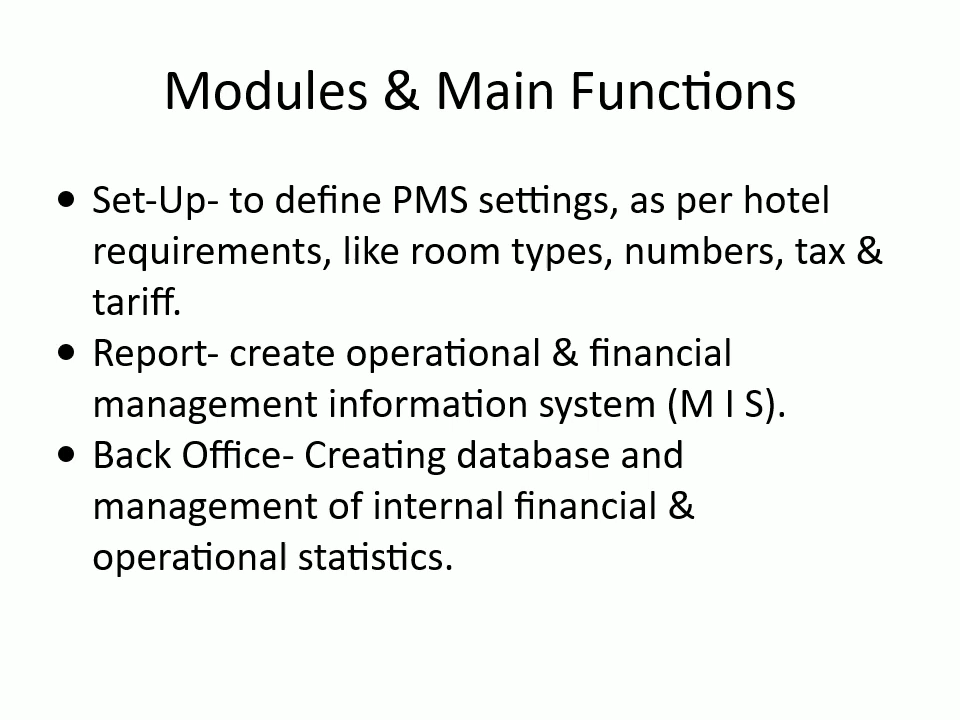 Modules & Main Functions
• Set-Up- to define PMS settings, as per hotel
requirements, like room types, numbers, tax &
tariff.
• Report- create operational & financial
management information system (M I S).
• Back Office- Creating database and
management of internal financial &
operational statistics.